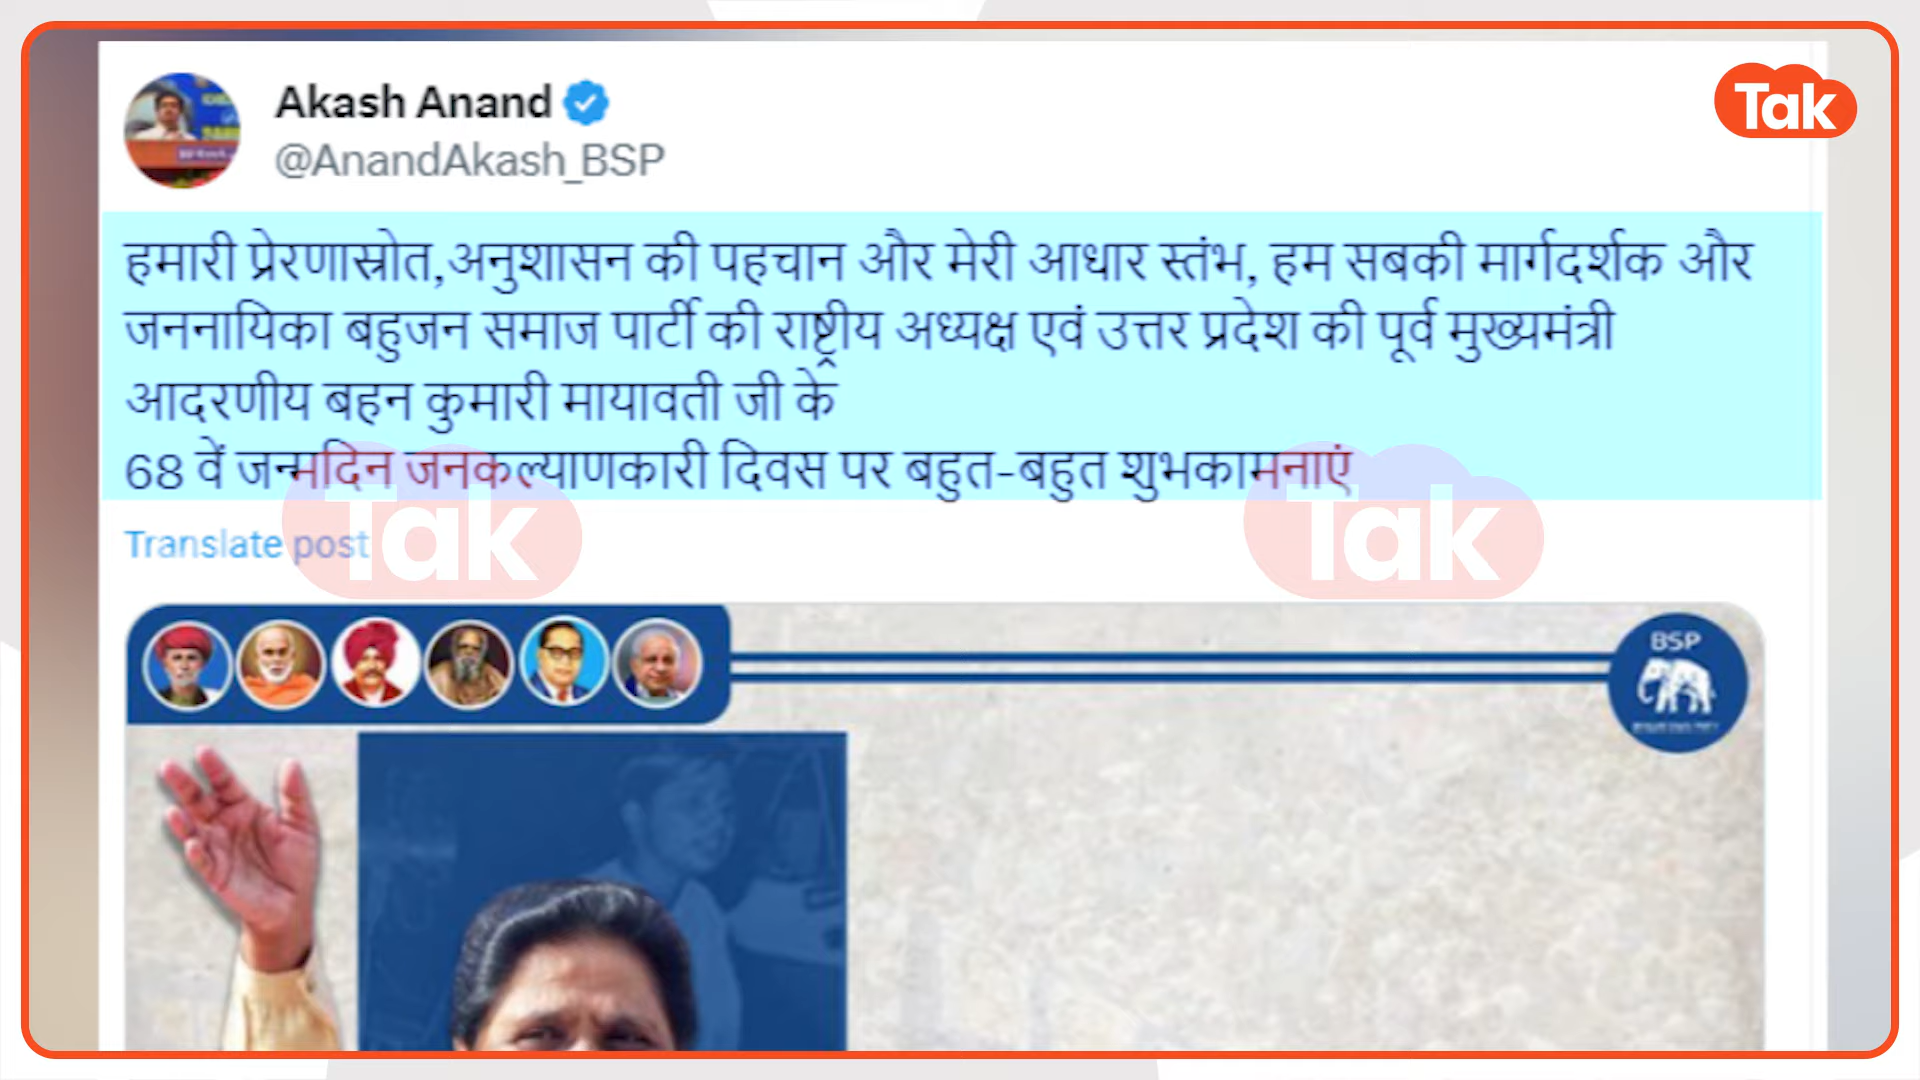 Akash Anand
@AnandAkash_BSP
Tak
हमारी प्रेरणास्रोत,अनुशासन की पहचान और मेरी आधार स्तंभ, हम सबकी मार्गदर्शक और
जननायिका बहुजन समाज पार्टी की राष्ट्रीय अध्यक्ष एवं उत्तर प्रदेश की पूर्व मुख्यमंत्री
आदरणीय बहन कुमारी मायावती जी के
68 वें जन्मदिन जनकल्याणकारी दिवस पर बहुत-बहुत शुभकामनाएं
Translate post
Tak
Tak
BSP